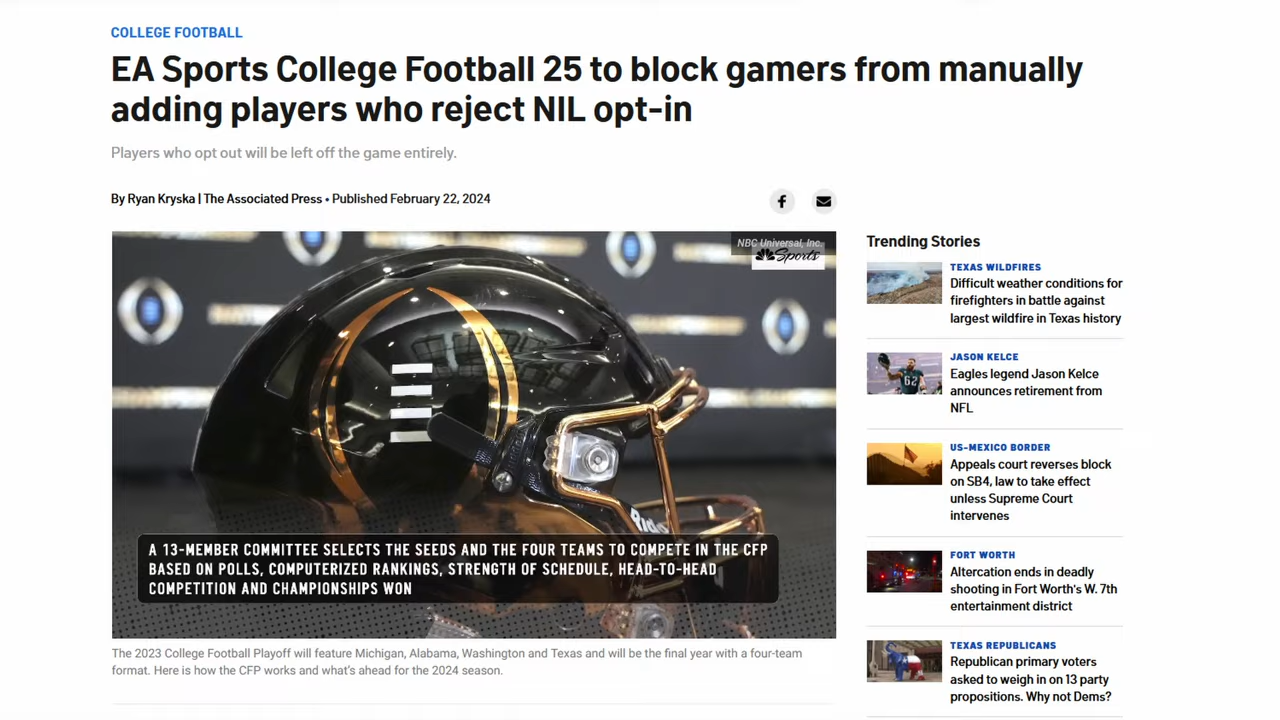 COLLEGE FOOTBALL
EA Sports College Football 25 to block gamers from manually
adding players who reject NIL opt-in
Players who opt out will be left off the game entirely.
By Ryan Kryska | The Associated Press • Published February 22, 2024
NBC Universal, Inc.
Sports
A 13-MEMBER COMMITTEE SELECTS THE SEEDS AND THE FOUR TEAMS TO COMPETE IN THE CFP
BASED ON POLLS, COMPUTERIZED RANKINGS, STRENGTH OF SCHEDULE, HEAD-TO-HEAD
COMPETITION AND CHAMPIONSHIPS WON
The 2023 College Football Playoff will feature Michigan, Alabama, Washington and Texas and will be the final year with a four-team
format. Here is how the CFP works and what's ahead for the 2024 season.
Trending Stories
TEXAS WILDFIRES
Difficult weather conditions for
firefighters in battle against
largest wildfire in Texas history
JASON KELCE
Eagles legend Jason Kelce
announces retirement from
NFL
62
US-MEXICO BORDER
Appeals court reverses block
on SB4, law to take effect
unless Supreme Court
intervenes
FORT WORTH
Altercation ends in deadly
shooting in Fort Worth's W. 7th
entertainment district
TEXAS REPUBLICANS
Republican primary voters
asked to weigh in on 13 party
propositions. Why not Dems?